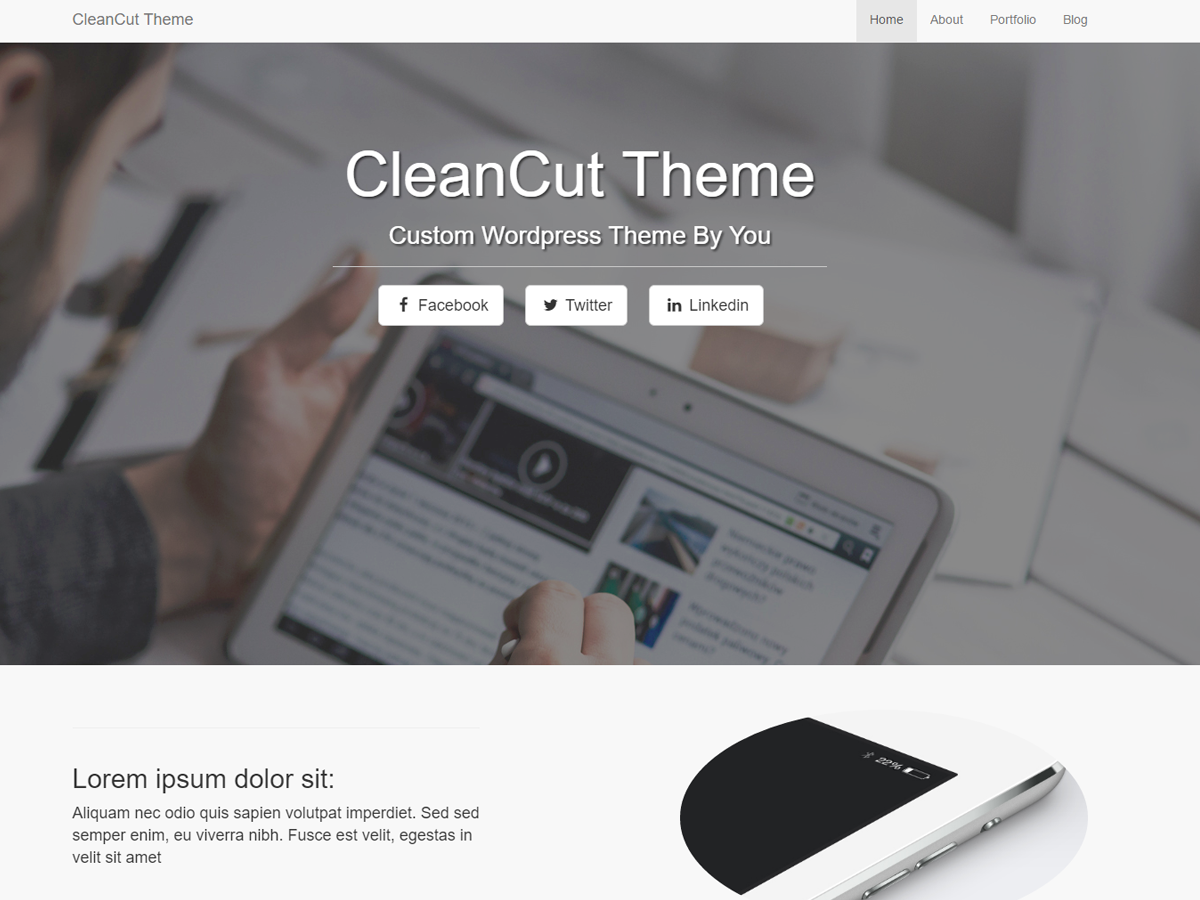 CleanCut Theme
Home About Portfolio Blog
CleanCut Theme
Custom Wordpress Theme By You
Facebook Twitter Linkedin
Lorem ipsum dolor sit:
Aliquam nec odio quis sapien volutpat imperdiet. Sed sed
semper enim, eu viverra nibh. Fusce est velit, egestas in
velit sit amet
22%